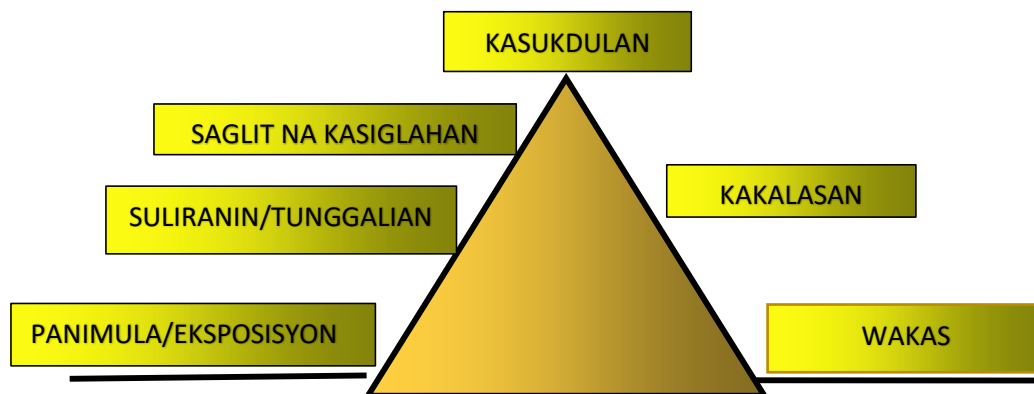 KASUKDULAN
SAGLIT NA KASIGLAHAN
KAKALASAN
SULIRANIN/TUNGGALIAN
PANIMULA/EKSPOSISYON
WAKAS